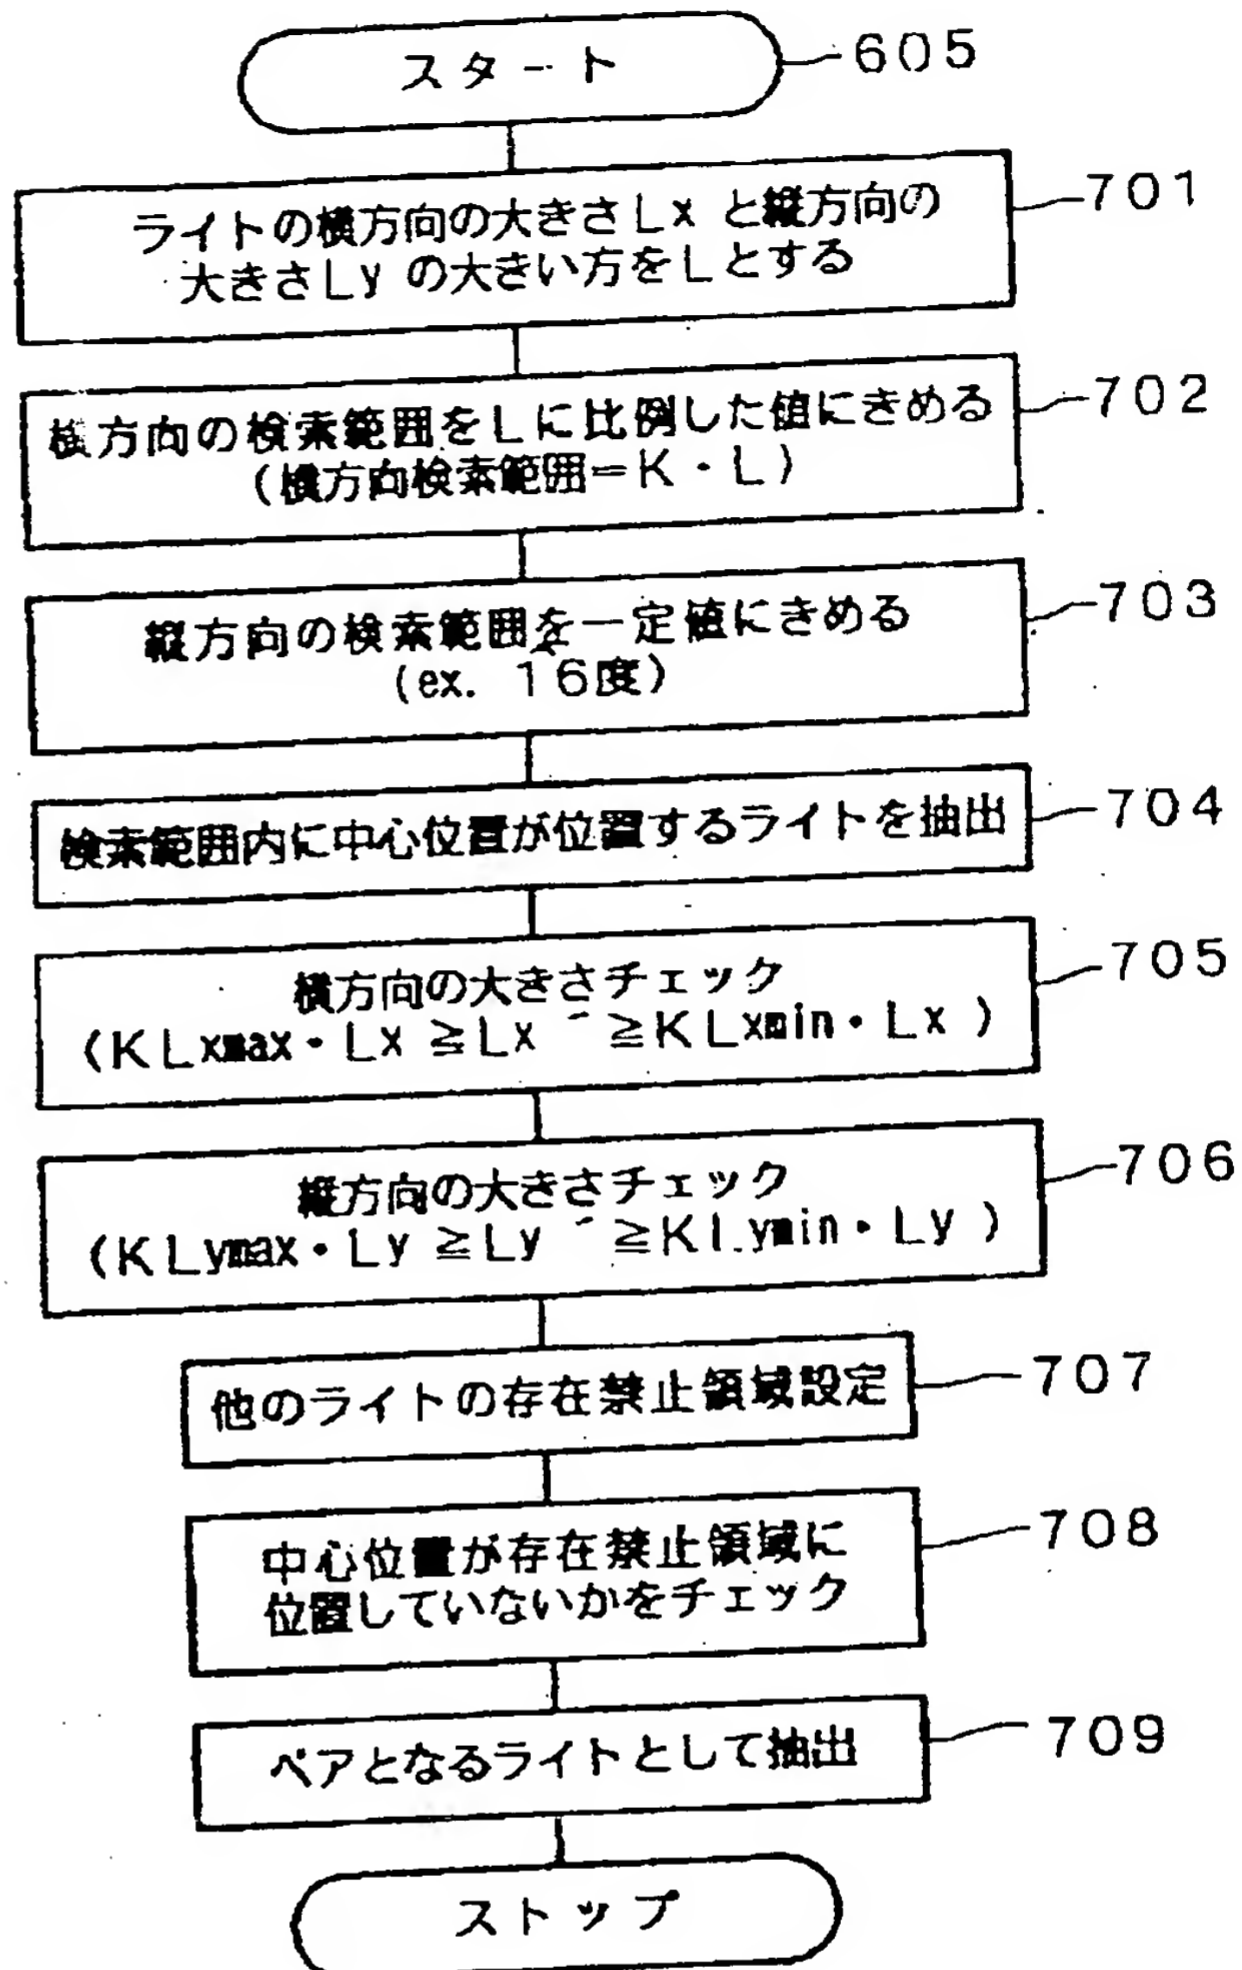 スタート
605
ライトの横方向の大きさLxと縦方向の
大きさLyの大きい方をLとする
701
横方向の検索範囲をLに比例した値にきめる
(横方向検索範囲=K・L)
702
縦方向の検索範囲を一定値にきめる
(ex. 16度)
703
検索範囲内に中心位置が位置するライトを抽出
704
横方向の大きさチェック
(KLxmax・Lx ≧Lx´≧KLxmin・Lx )
705
縦方向の大きさチェック
(KLymax・Ly ≧Ly´≧KLymin・Ly )
706
他のライトの存在禁止領域設定
707
中心位置が存在禁止領域に
位置していないかをチェック
708
ペアとなるライトとして抽出
709
ストップ